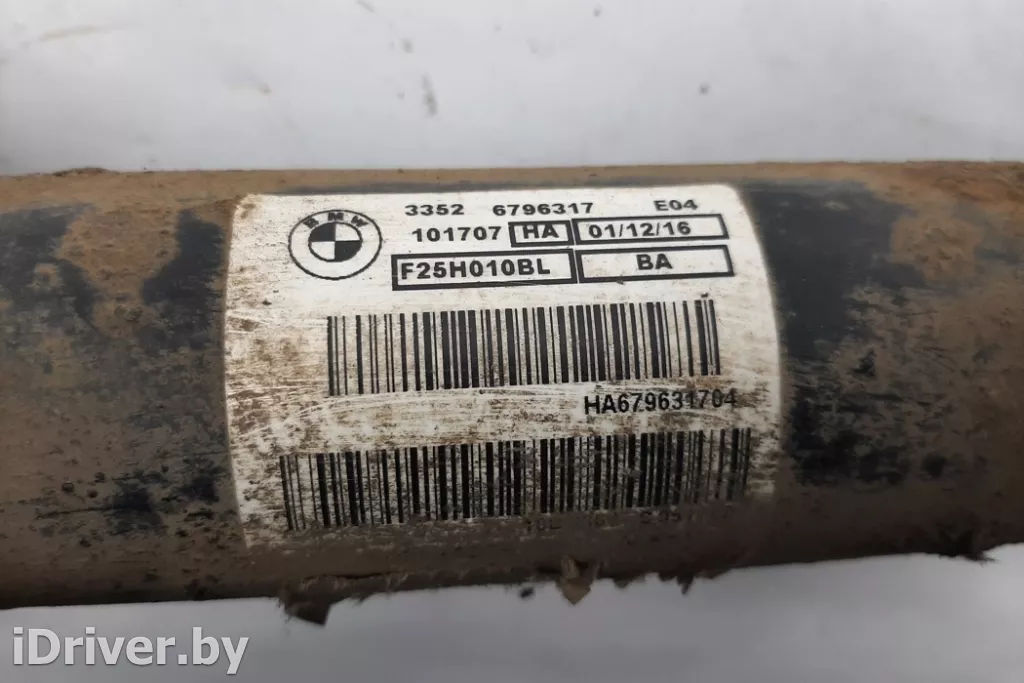 BMW
3352 6796317 E04
101707 HA 01/12/16
F25H010BL BA
HA679631704
iDriver.by